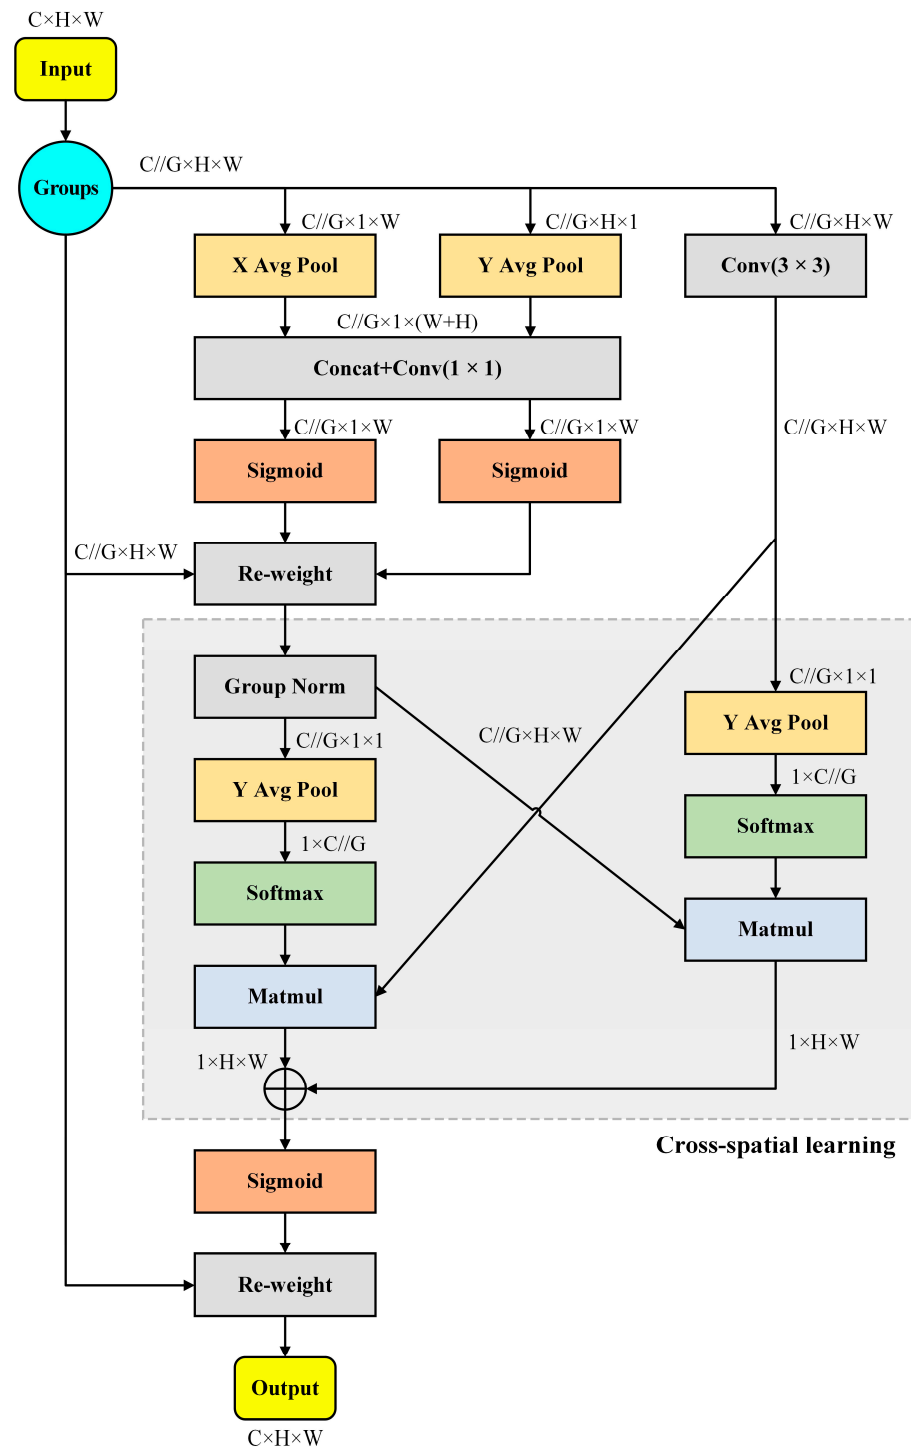 C×H×W
Input
Groups
C//G×H×W
C//G×1×W
C//G×H×1
C//G×H×W
X Avg Pool
Y Avg Pool
Conv(3 × 3)
C//G×1×(W+H)
Concat+Conv(1 × 1)
C//G×1×W
C//G×1×W
C//G×H×W
Sigmoid
Sigmoid
C//G×H×W
Re-weight
Group Norm
C//G×1×1
C//G×H×W
C//G×1×1
Y Avg Pool
Y Avg Pool
1×C//G
1×C//G
Softmax
Softmax
Matmul
Matmul
1×H×W
1×H×W
Cross-spatial learning
Sigmoid
Re-weight
Output
C×H×W